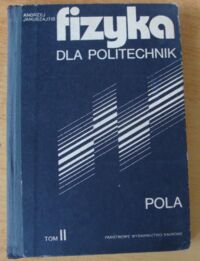 ANDRZEJ
JANUSZAJTIS
fizyka
DLA POLITECHNIK
POLA
TOM II
PAŃSTWOWE WYDAWNICTWO NAUKOWE